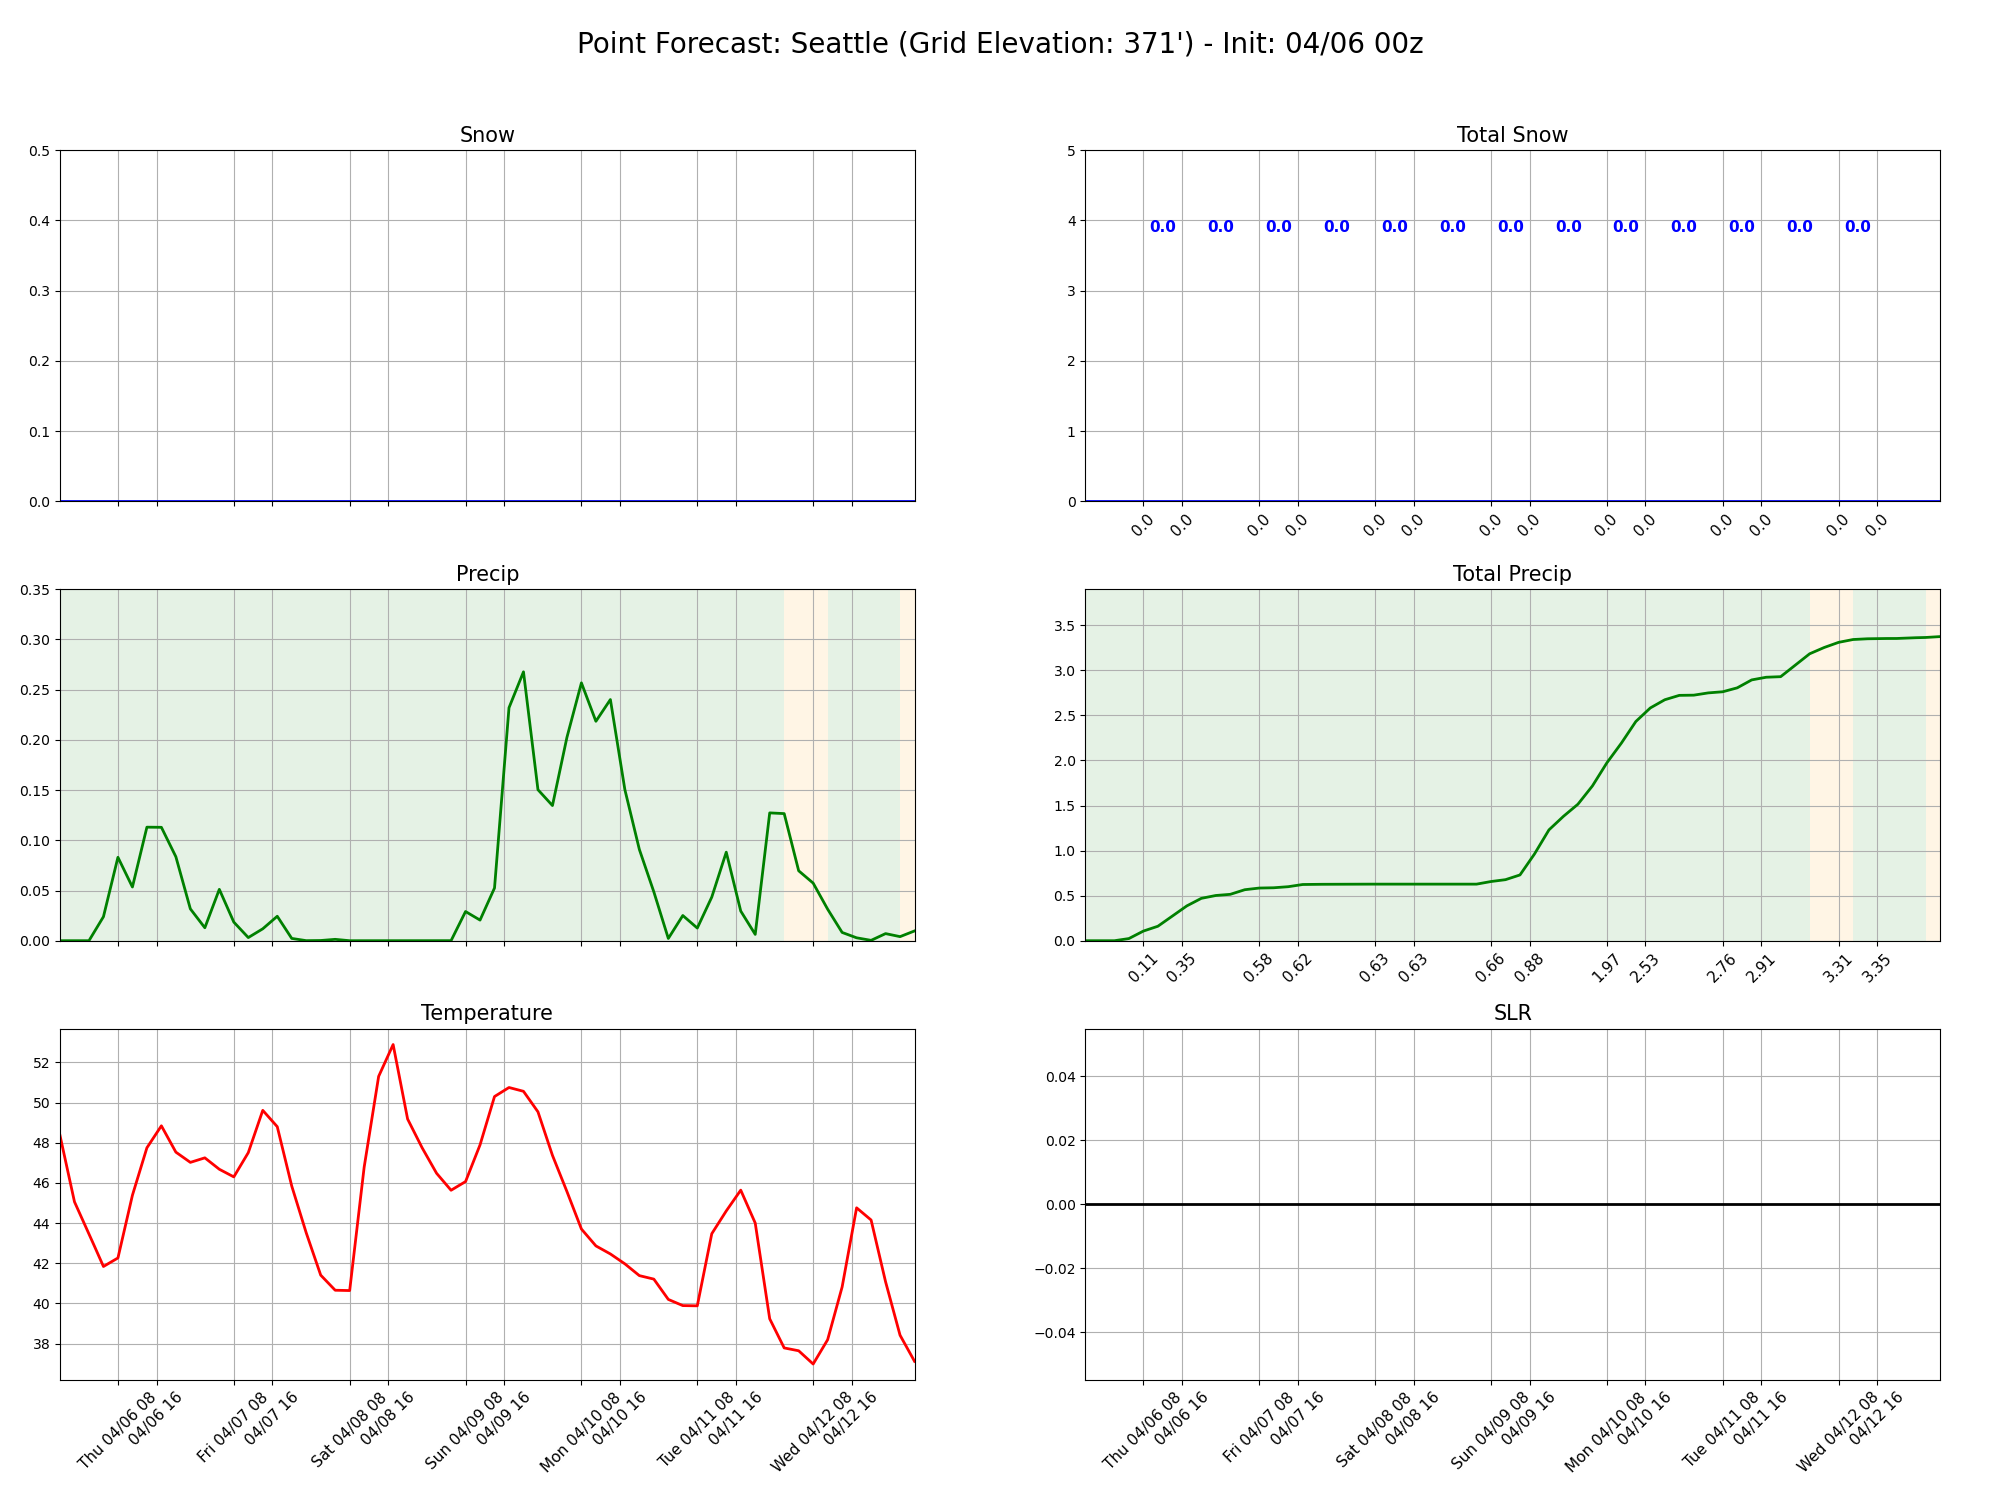 Point Forecast: Seattle (Grid Elevation: 371') - Init: 04/06 00z
Snow
0.5
0.4
0.3
0.2
0.1
0.0
Total Snow
5
4
3
2
1
0
0.0 0.0 0.0 0.0 0.0 0.0 0.0 0.0 0.0 0.0 0.0 0.0 0.0
0.0 0.0 0.0 0.0 0.0 0.0 0.0 0.0 0.0 0.0 0.0 0.0 0.0 0.0
Precip
0.35
0.30
0.25
0.20
0.15
0.10
0.05
0.00
Total Precip
3.5
3.0
2.5
2.0
1.5
1.0
0.5
0.0
0.11 0.35 0.58 0.62 0.63 0.63 0.66 0.88 1.97 2.53 2.76 2.91 3.31 3.35
Temperature
52
50
48
46
44
42
40
38
Thu 04/06 08
04/06 16
Fri 04/07 08
04/07 16
Sat 04/08 08
04/08 16
Sun 04/09 08
04/09 16
Mon 04/10 08
04/10 16
Tue 04/11 08
04/11 16
Wed 04/12 08
04/12 16
SLR
0.04
0.02
0.00
−0.02
−0.04
Thu 04/06 08
04/06 16
Fri 04/07 08
04/07 16
Sat 04/08 08
04/08 16
Sun 04/09 08
04/09 16
Mon 04/10 08
04/10 16
Tue 04/11 08
04/11 16
Wed 04/12 08
04/12 16